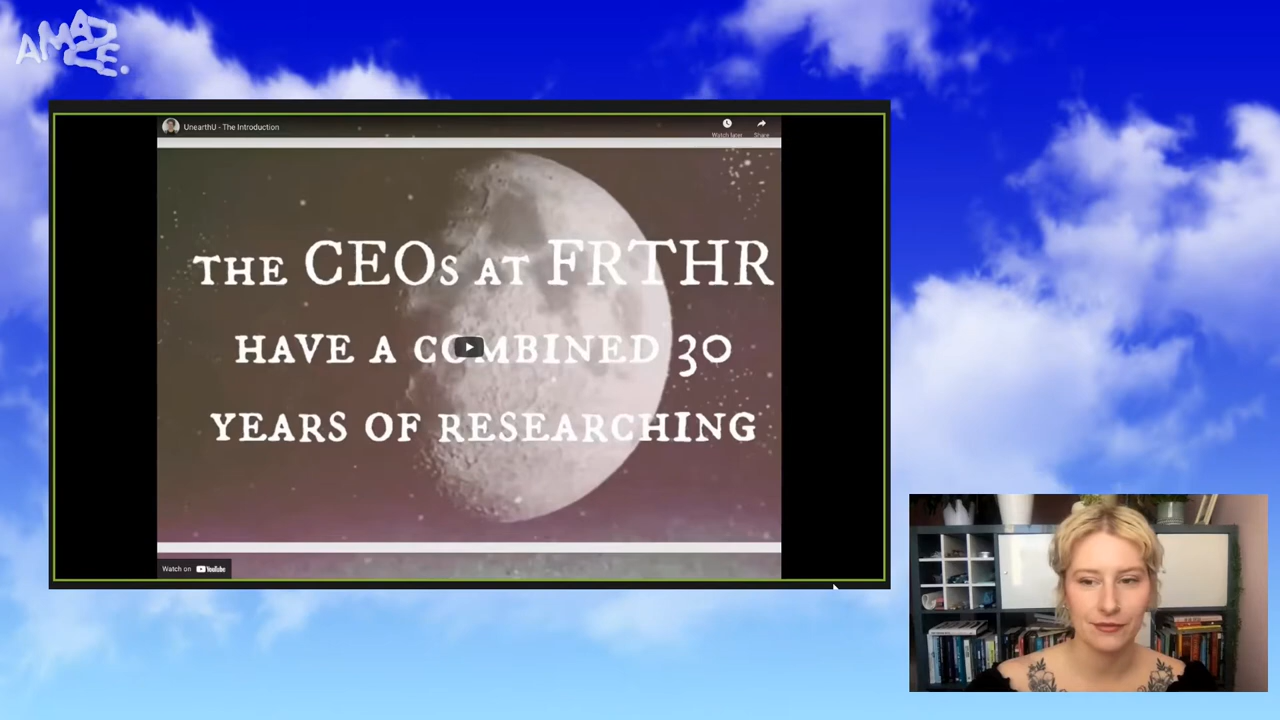 AMAZE.
UnearthU - The Introduction
Watch later
Share
THE CEOS AT FRTHR
HAVE A COMBINED 30
YEARS OF RESEARCHING
Watch on YouTube